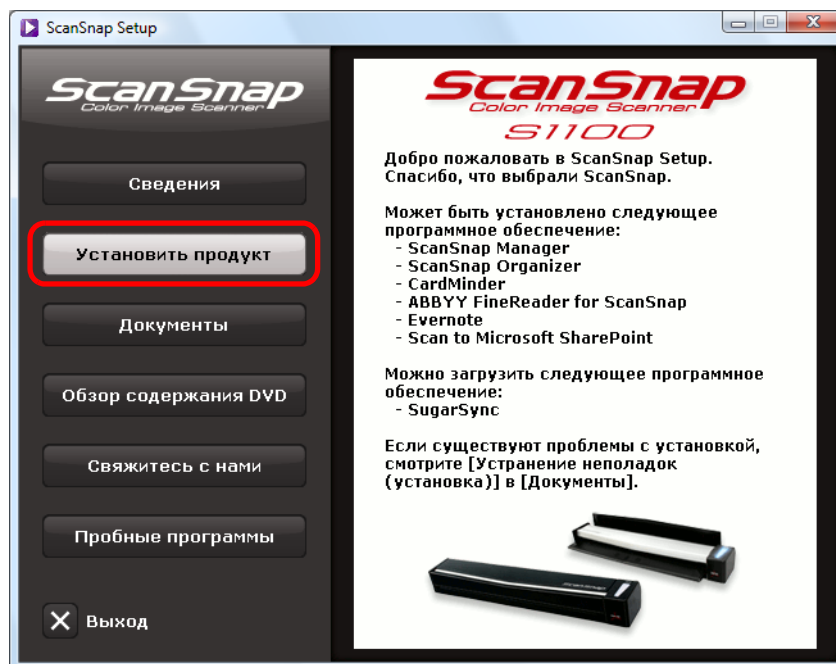 ScanSnap Setup
ScanSnap
Color Image Scanner
Сведения
Установить продукт
Документы
Обзор содержания DVD
Свяжитесь с нами
Пробные программы
Выход
ScanSnap
Color Image Scanner
S1100
Добро пожаловать в ScanSnap Setup.
Спасибо, что выбрали ScanSnap.
Может быть установлено следующее
программное обеспечение:
- ScanSnap Manager
- ScanSnap Organizer
- CardMinder
- ABBYY FineReader for ScanSnap
- Evernote
- Scan to Microsoft SharePoint
Можно загрузить следующее программное
обеспечение:
- SugarSync
Если существуют проблемы с установкой,
смотрите [Устранение неполадок
(установка)] в [Документы].
ScanSnap